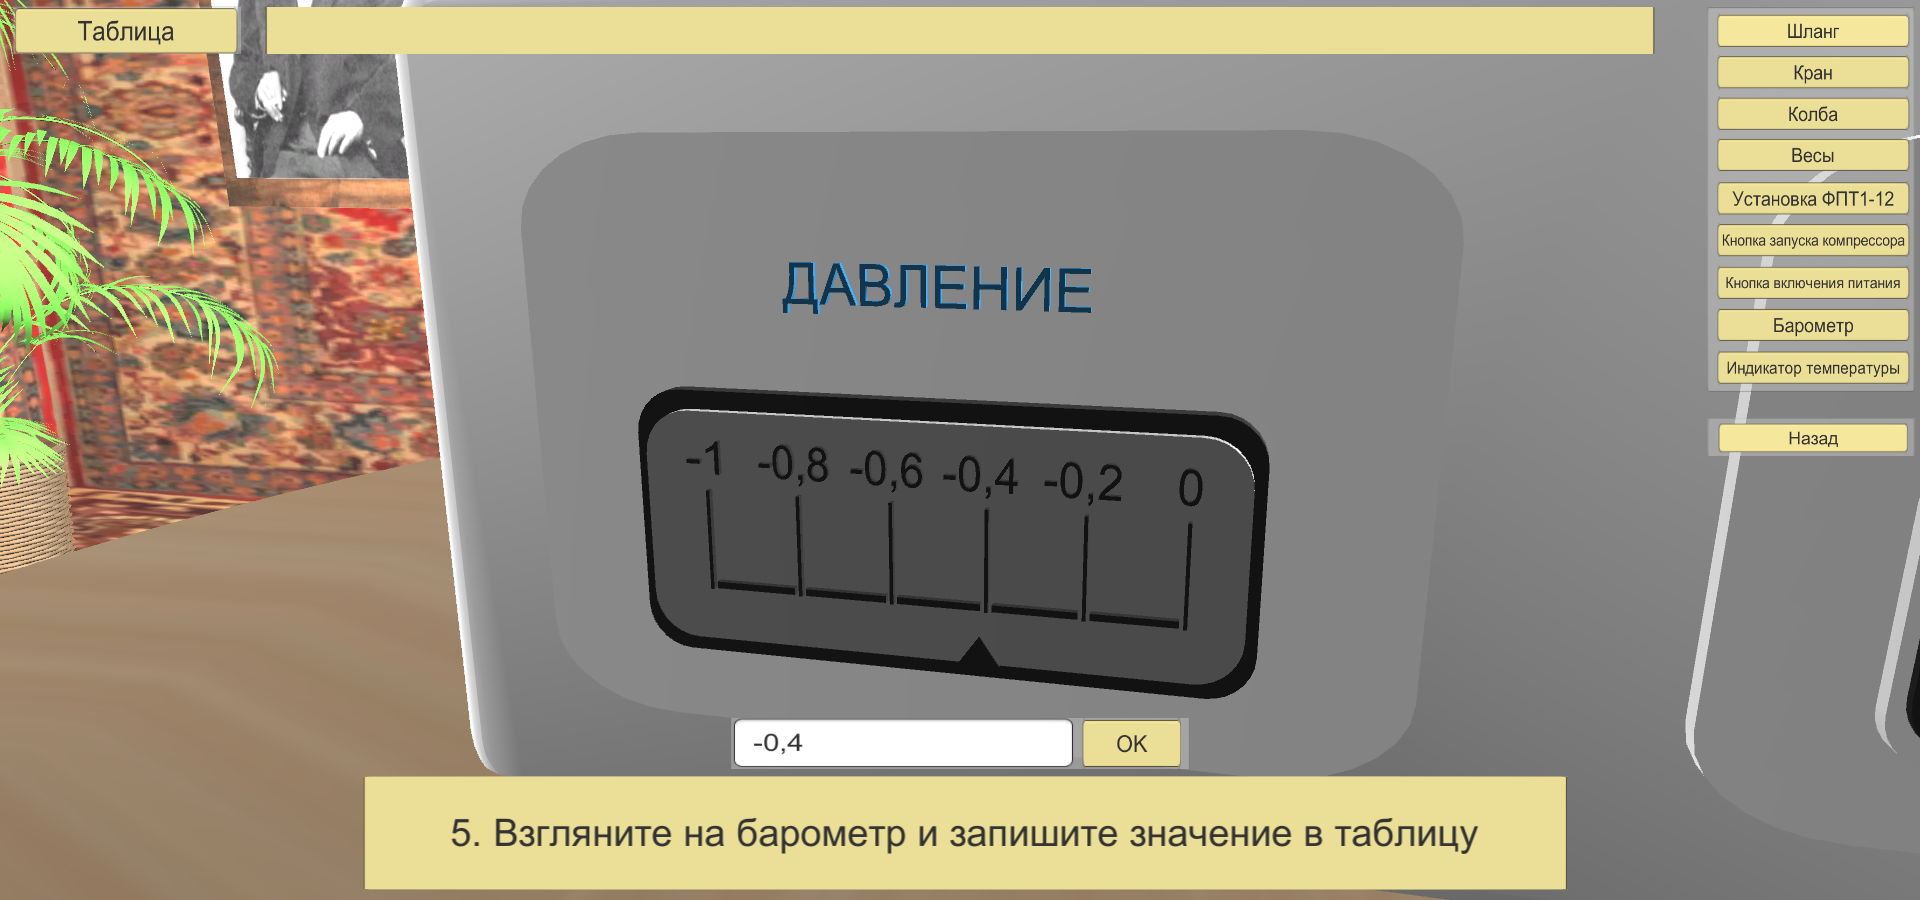 Таблица
Шланг
Кран
Колба
Весы
Установка ФПТ1-12
Кнопка запуска компрессора
Кнопка включения питания
Барометр
Индикатор температуры
Назад
ДАВЛЕНИЕ
-1 -0,8 -0,6 -0,4 -0,2 0
-0,4 OK
5. Взгляните на барометр и запишите значение в таблицу